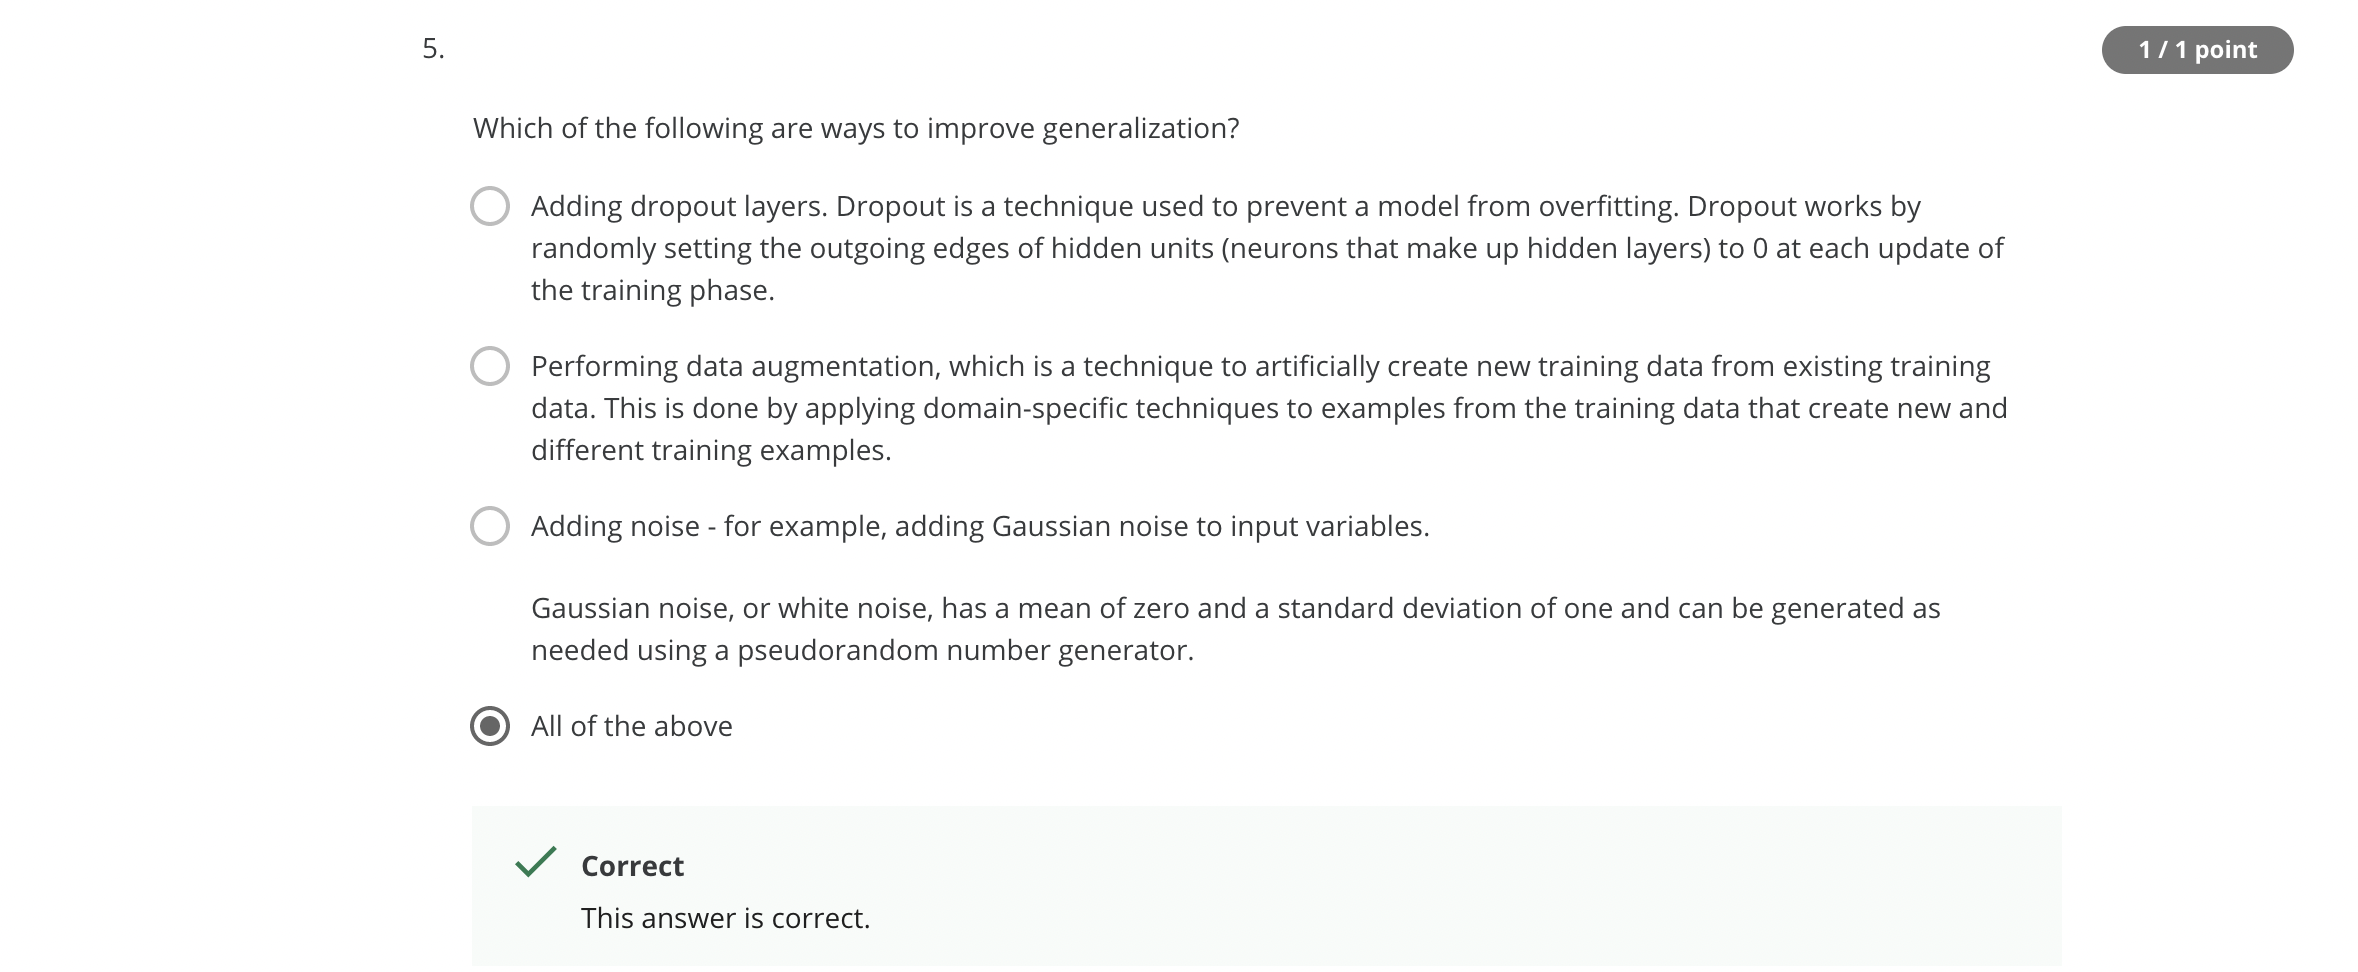 5.
1 / 1 point
Which of the following are ways to improve generalization?
Adding dropout layers. Dropout is a technique used to prevent a model from overfitting. Dropout works by
randomly setting the outgoing edges of hidden units (neurons that make up hidden layers) to 0 at each update of
the training phase.
Performing data augmentation, which is a technique to artificially create new training data from existing training
data. This is done by applying domain-specific techniques to examples from the training data that create new and
different training examples.
Adding noise - for example, adding Gaussian noise to input variables.
Gaussian noise, or white noise, has a mean of zero and a standard deviation of one and can be generated as
needed using a pseudorandom number generator.
All of the above
Correct
This answer is correct.